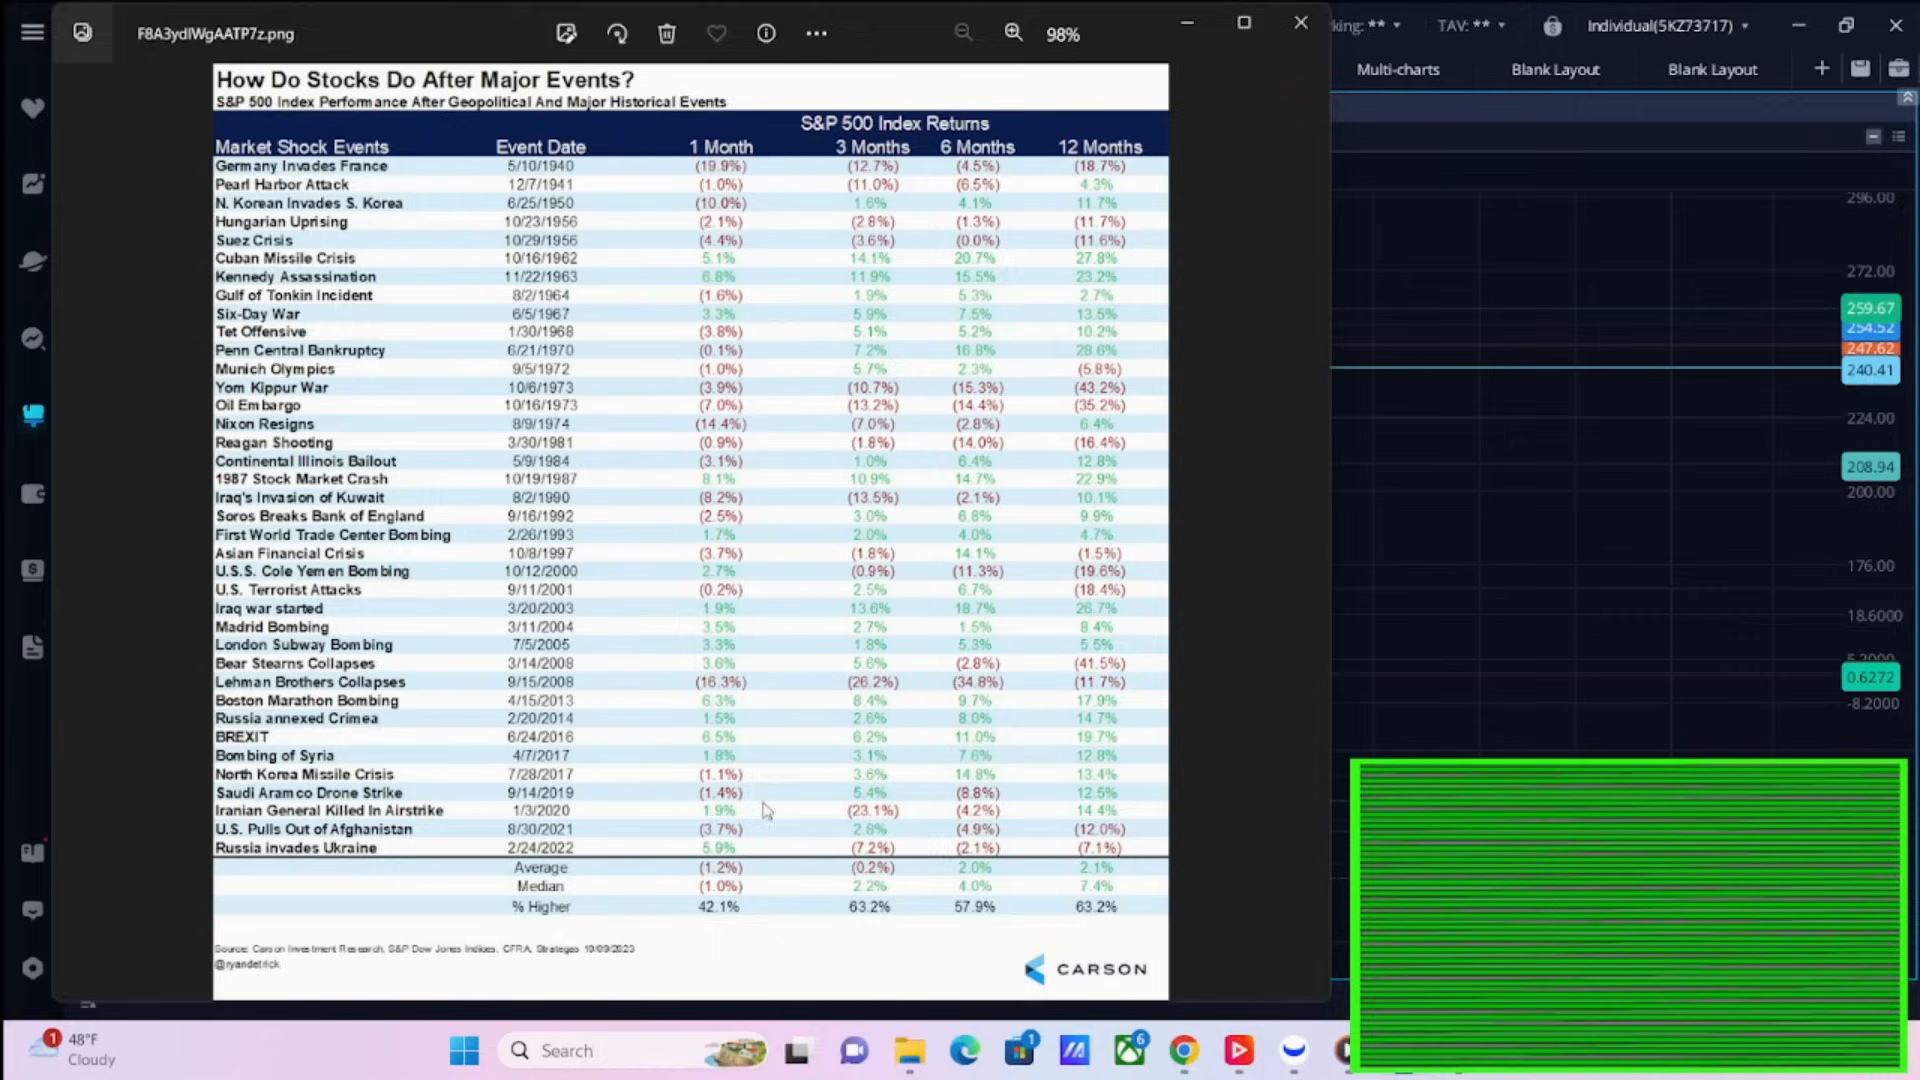 F8A3ydlWgAATP7z.png
98%
king: **
TAV: **
Individual(5KZ73717)
Multi-charts
Blank Layout
Blank Layout
How Do Stocks Do After Major Events?
S&P 500 Index Performance After Geopolitical And Major Historical Events
S&P 500 Index Returns
Market Shock Events Event Date 1 Month 3 Months 6 Months 12 Months
Germany Invades France 5/10/1940 (19.9%) (12.7%) (4.5%) (18.7%)
Pearl Harbor Attack 12/7/1941 (1.0%) (11.0%) (6.5%) 4.3%
N. Korean Invades S. Korea 6/25/1950 (10.0%) 1.6% 4.1% 11.7%
Hungarian Uprising 10/23/1956 (2.1%) (2.8%) (1.3%) (11.7%)
Suez Crisis 10/29/1956 (4.4%) (3.6%) (0.0%) (11.6%)
Cuban Missile Crisis 10/16/1962 5.1% 14.1% 20.7% 27.8%
Kennedy Assassination 11/22/1963 6.8% 11.9% 15.5% 23.2%
Gulf of Tonkin Incident 8/2/1964 (1.6%) 1.9% 5.3% 2.7%
Six-Day War 6/5/1967 3.3% 5.9% 7.5% 13.5%
Tet Offensive 1/30/1968 (3.8%) 5.1% 5.2% 10.2%
Penn Central Bankruptcy 6/21/1970 (0.1%) 7.2% 16.8% 28.6%
Munich Olympics 9/5/1972 (1.0%) 5.7% 2.3% (5.8%)
Yom Kippur War 10/6/1973 (3.9%) (10.7%) (15.3%) (43.2%)
Oil Embargo 10/16/1973 (7.0%) (13.2%) (14.4%) (35.2%)
Nixon Resigns 8/9/1974 (14.4%) (7.0%) (2.8%) 6.4%
Reagan Shooting 3/30/1981 (0.9%) (1.8%) (14.0%) (16.4%)
Continental Illinois Bailout 5/9/1984 (3.1%) 1.0% 6.4% 12.8%
1987 Stock Market Crash 10/19/1987 8.1% 10.9% 14.7% 22.9%
Iraq's Invasion of Kuwait 8/2/1990 (8.2%) (13.5%) (2.1%) 10.1%
Soros Breaks Bank of England 9/16/1992 (2.5%) 3.0% 6.8% 9.9%
First World Trade Center Bombing 2/26/1993 1.7% 2.0% 4.0% 4.7%
Asian Financial Crisis 10/8/1997 (3.7%) (1.8%) 14.1% (1.5%)
U.S.S. Cole Yemen Bombing 10/12/2000 2.7% (0.9%) (11.3%) (19.6%)
U.S. Terrorist Attacks 9/11/2001 (0.2%) 2.5% 6.7% (18.4%)
Iraq war started 3/20/2003 1.9% 13.6% 18.7% 26.7%
Madrid Bombing 3/11/2004 3.5% 2.7% 1.5% 8.4%
London Subway Bombing 7/5/2005 3.3% 1.8% 5.3% 5.5%
Bear Stearns Collapses 3/14/2008 3.6% 5.6% (2.8%) (41.5%)
Lehman Brothers Collapses 9/15/2008 (16.3%) (26.2%) (34.8%) (11.7%)
Boston Marathon Bombing 4/15/2013 6.3% 8.4% 9.7% 17.9%
Russia annexed Crimea 2/20/2014 1.5% 2.6% 8.0% 14.7%
BREXIT 6/24/2016 6.5% 6.2% 11.0% 19.7%
Bombing of Syria 4/7/2017 1.8% 3.1% 7.6% 12.8%
North Korea Missile Crisis 7/28/2017 (1.1%) 3.6% 14.8% 13.4%
Saudi Aramco Drone Strike 9/14/2019 (1.4%) 5.4% (8.8%) 12.5%
Iranian General Killed In Airstrike 1/3/2020 1.9% (23.1%) (4.2%) 14.4%
U.S. Pulls Out of Afghanistan 8/30/2021 (3.7%) 2.8% (4.9%) (12.0%)
Russia invades Ukraine 2/24/2022 5.9% (7.2%) (2.1%) (7.1%)
Average (1.2%) (0.2%) 2.0% 2.1%
Median (1.0%) 2.2% 4.0% 7.4%
% Higher 42.1% 63.2% 57.9% 63.2%
Source: Carson Investment Research, S&P Dow Jones Indices, CFRA, Strategas 10/09/2023
@ryandetrick
CARSON
296.00
272.00
259.67
254.52
247.62
240.41
224.00
208.94
200.00
176.00
18.6000
0.6272
-8.2000
1
48°F
Cloudy
Search
1
6